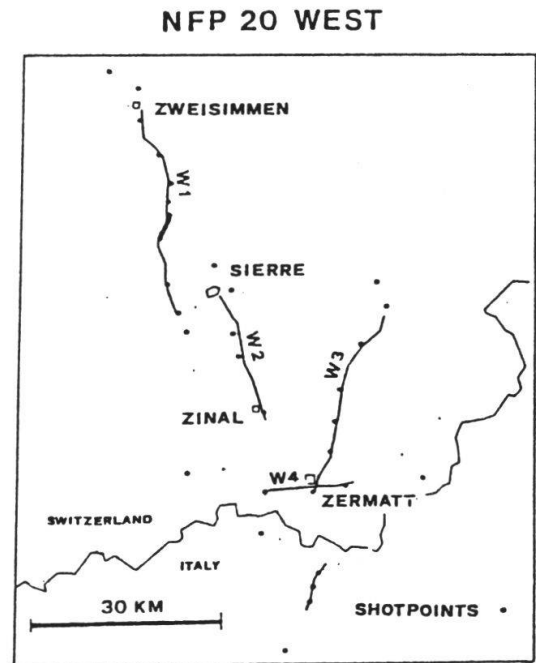 NFP 20 WEST
ZWEISIMMEN
W1
SIERRE
W2
W3
ZINAL
W4
ZERMATT
SWITZERLAND
ITALY
30 KM
SHOTPOINTS